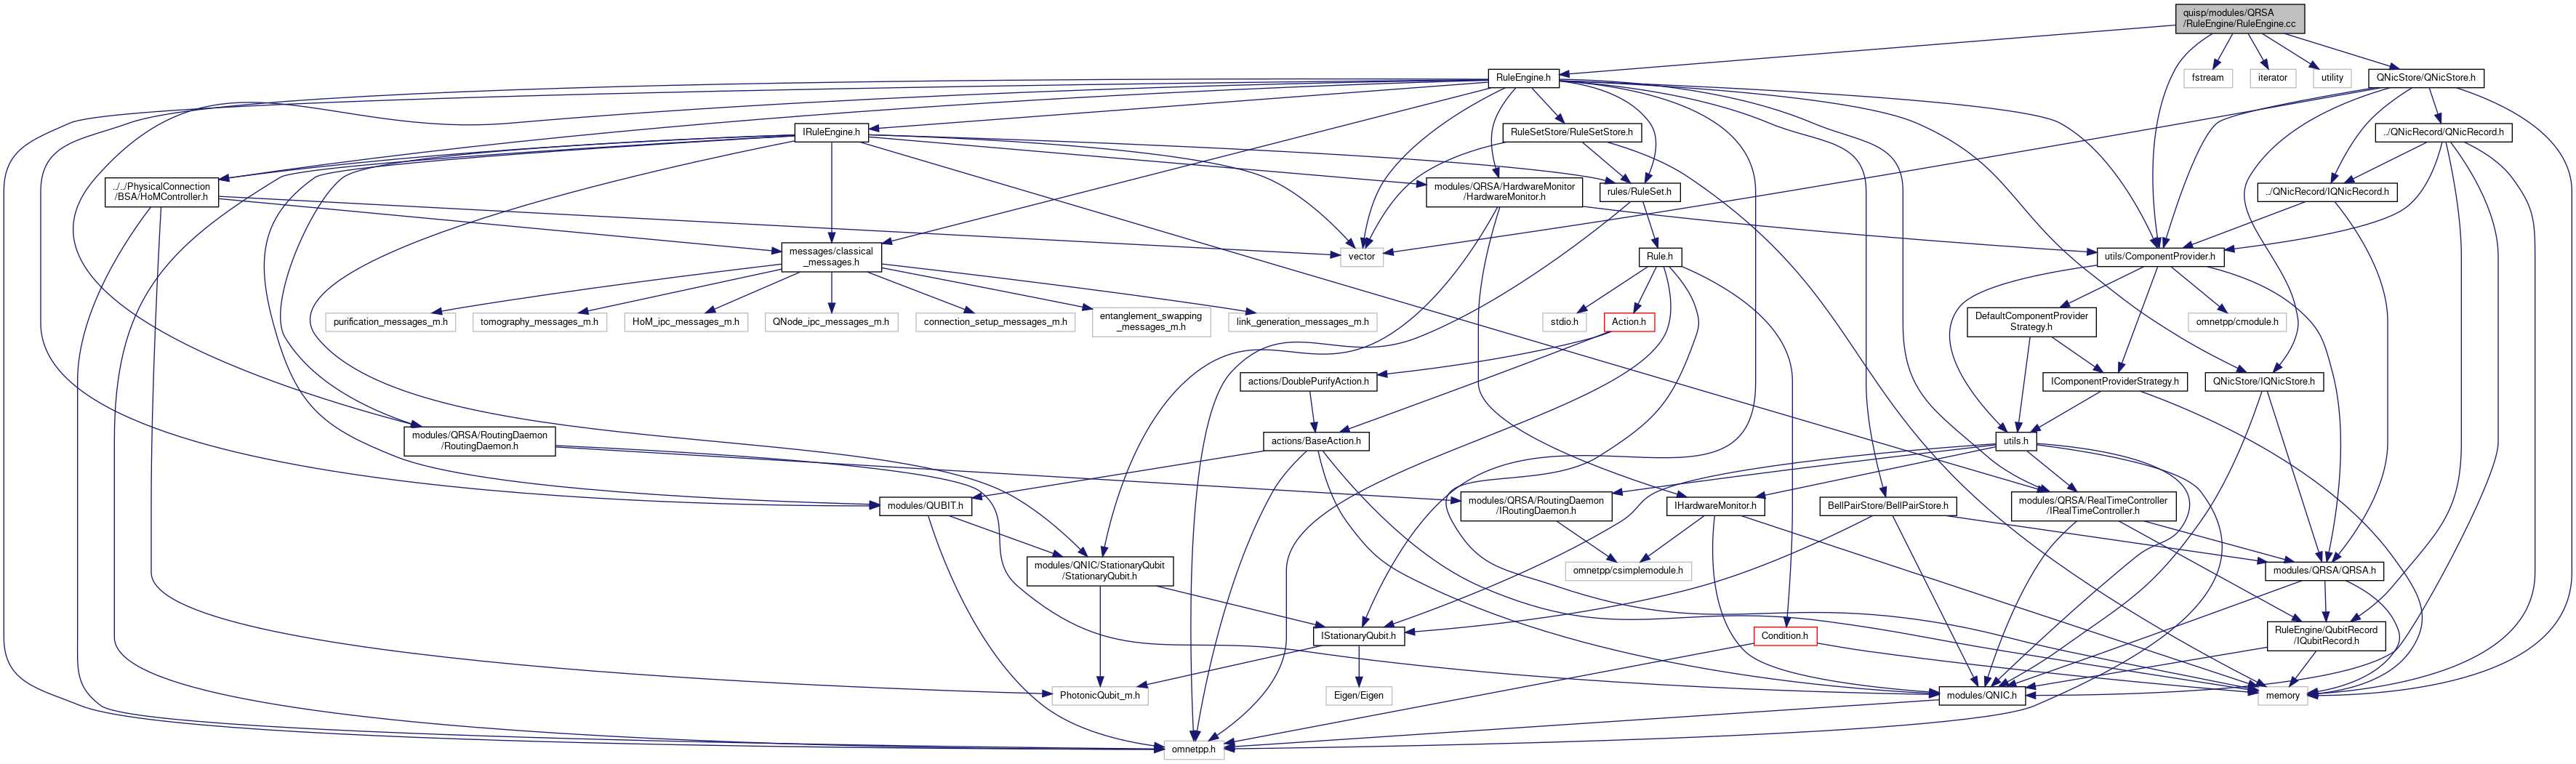 quisp/modules/QRSA
/RuleEngine/RuleEngine.cc
RuleEngine.h
fstream
iterator
utility
QNicStore/QNicStore.h
IRuleEngine.h
RuleSetStore/RuleSetStore.h
../QNicRecord/QNicRecord.h
../../PhysicalConnection
/BSA/HoMController.h
modules/QRSA/HardwareMonitor
/HardwareMonitor.h
rules/RuleSet.h
../QNicRecord/IQNicRecord.h
messages/classical
_messages.h
vector
Rule.h
utils/ComponentProvider.h
purification_messages_m.h
tomography_messages_m.h
HoM_ipc_messages_m.h
QNode_ipc_messages_m.h
connection_setup_messages_m.h
entanglement_swapping
_messages_m.h
link_generation_messages_m.h
stdio.h
Action.h
DefaultComponentProvider
Strategy.h
omnetpp/cmodule.h
actions/DoublePurifyAction.h
IComponentProviderStrategy.h
QNicStore/IQNicStore.h
modules/QRSA/RoutingDaemon
/RoutingDaemon.h
actions/BaseAction.h
utils.h
modules/QUBIT.h
modules/QRSA/RoutingDaemon
/IRoutingDaemon.h
IHardwareMonitor.h
BellPairStore/BellPairStore.h
modules/QRSA/RealTimeController
/IRealTimeController.h
modules/QNIC/StationaryQubit
/StationaryQubit.h
omnetpp/csimplemodule.h
modules/QRSA/QRSA.h
IStationaryQubit.h
Condition.h
RuleEngine/QubitRecord
/IQubitRecord.h
PhotonicQubit_m.h
Eigen/Eigen
modules/QNIC.h
memory
omnetpp.h